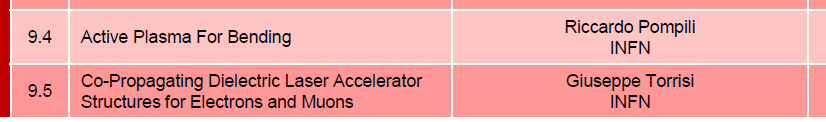 9.4 Active Plasma For Bending Riccardo Pompili
INFN
9.5 Co-Propagating Dielectric Laser Accelerator
Structures for Electrons and Muons
Giuseppe Torrisi
INFN